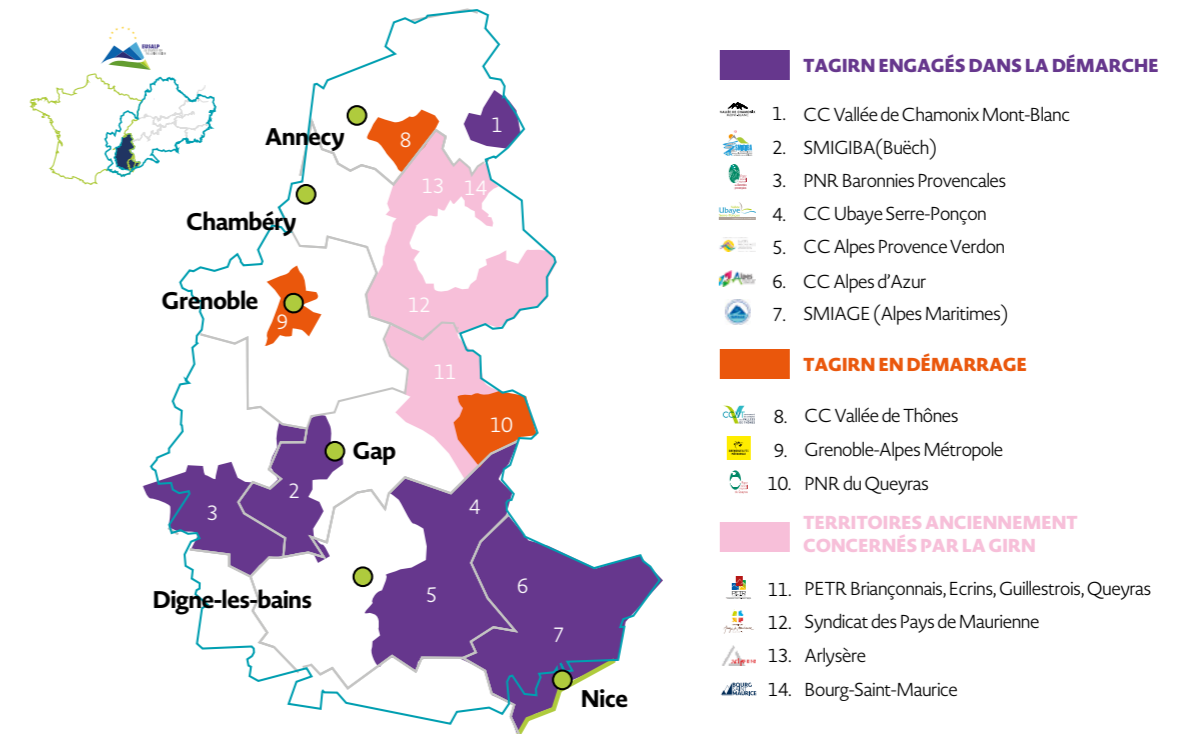 EUSALP
Annecy
Chambéry
Grenoble
Gap
Digne-les-bains
Nice
1
8
13
14
12
9
11
10
2
3
4
5
6
7
TAGIRN ENGAGÉS DANS LA DÉMARCHE
1. CC Vallée de Chamonix Mont-Blanc
2. SMIGIBA(Buëch)
3. PNR Baronnies Provencales
Ubaye
4. CC Ubaye Serre-Ponçon
5. CC Alpes Provence Verdon
Alpes
6. CC Alpes d’Azur
7. SMIAGE (Alpes Maritimes)
TAGIRN EN DÉMARRAGE
8. CC Vallée de Thônes
9. Grenoble-Alpes Métropole
10. PNR du Queyras
TERRITOIRES ANCIENNEMENT
CONCERNÉS PAR LA GIRN
11. PETR Briançonnais, Ecrins, Guillestrois, Queyras
12. Syndicat des Pays de Maurienne
13. Arlysère
BOURG
SAINT
MAURICE
14. Bourg-Saint-Maurice